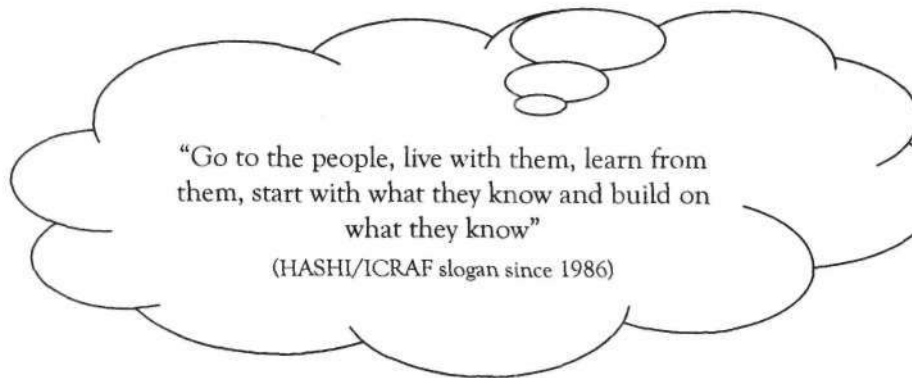 “Go to the people, live with them, learn from
them, start with what they know and build on
what they know”
(HASHI/ICRAF slogan since 1986)